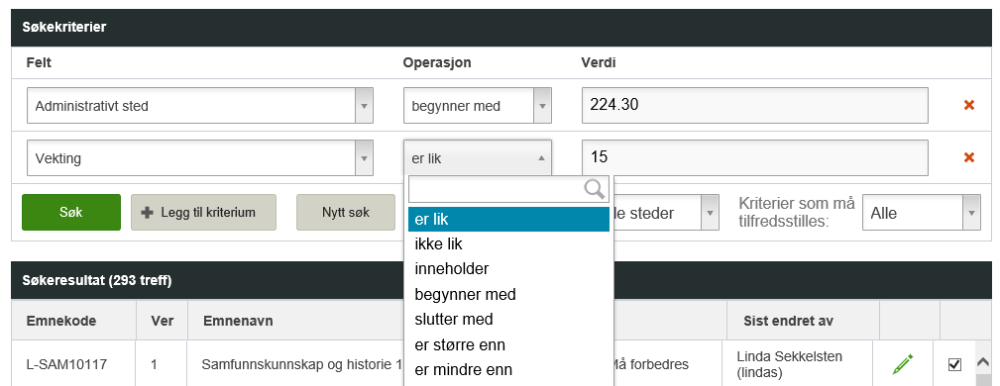 Søkekriterier
Felt Operasjon Verdi
Administrativt sted begynner med 224.30
Vekting er lik 15
Søk Legg til kriterium Nytt søk le steder Kriterier som må tilfredsstilles: Alle
er lik
ikke lik
inneholder
begynner med
slutter med
er større enn
er mindre enn
Søkeresultat (293 treff)
Emnekode Ver Emnenavn Sist endret av
L-SAM10117 1 Samfunnskunnskap og historie 1 Må forbedres Linda Sekkelsten
(lindas)